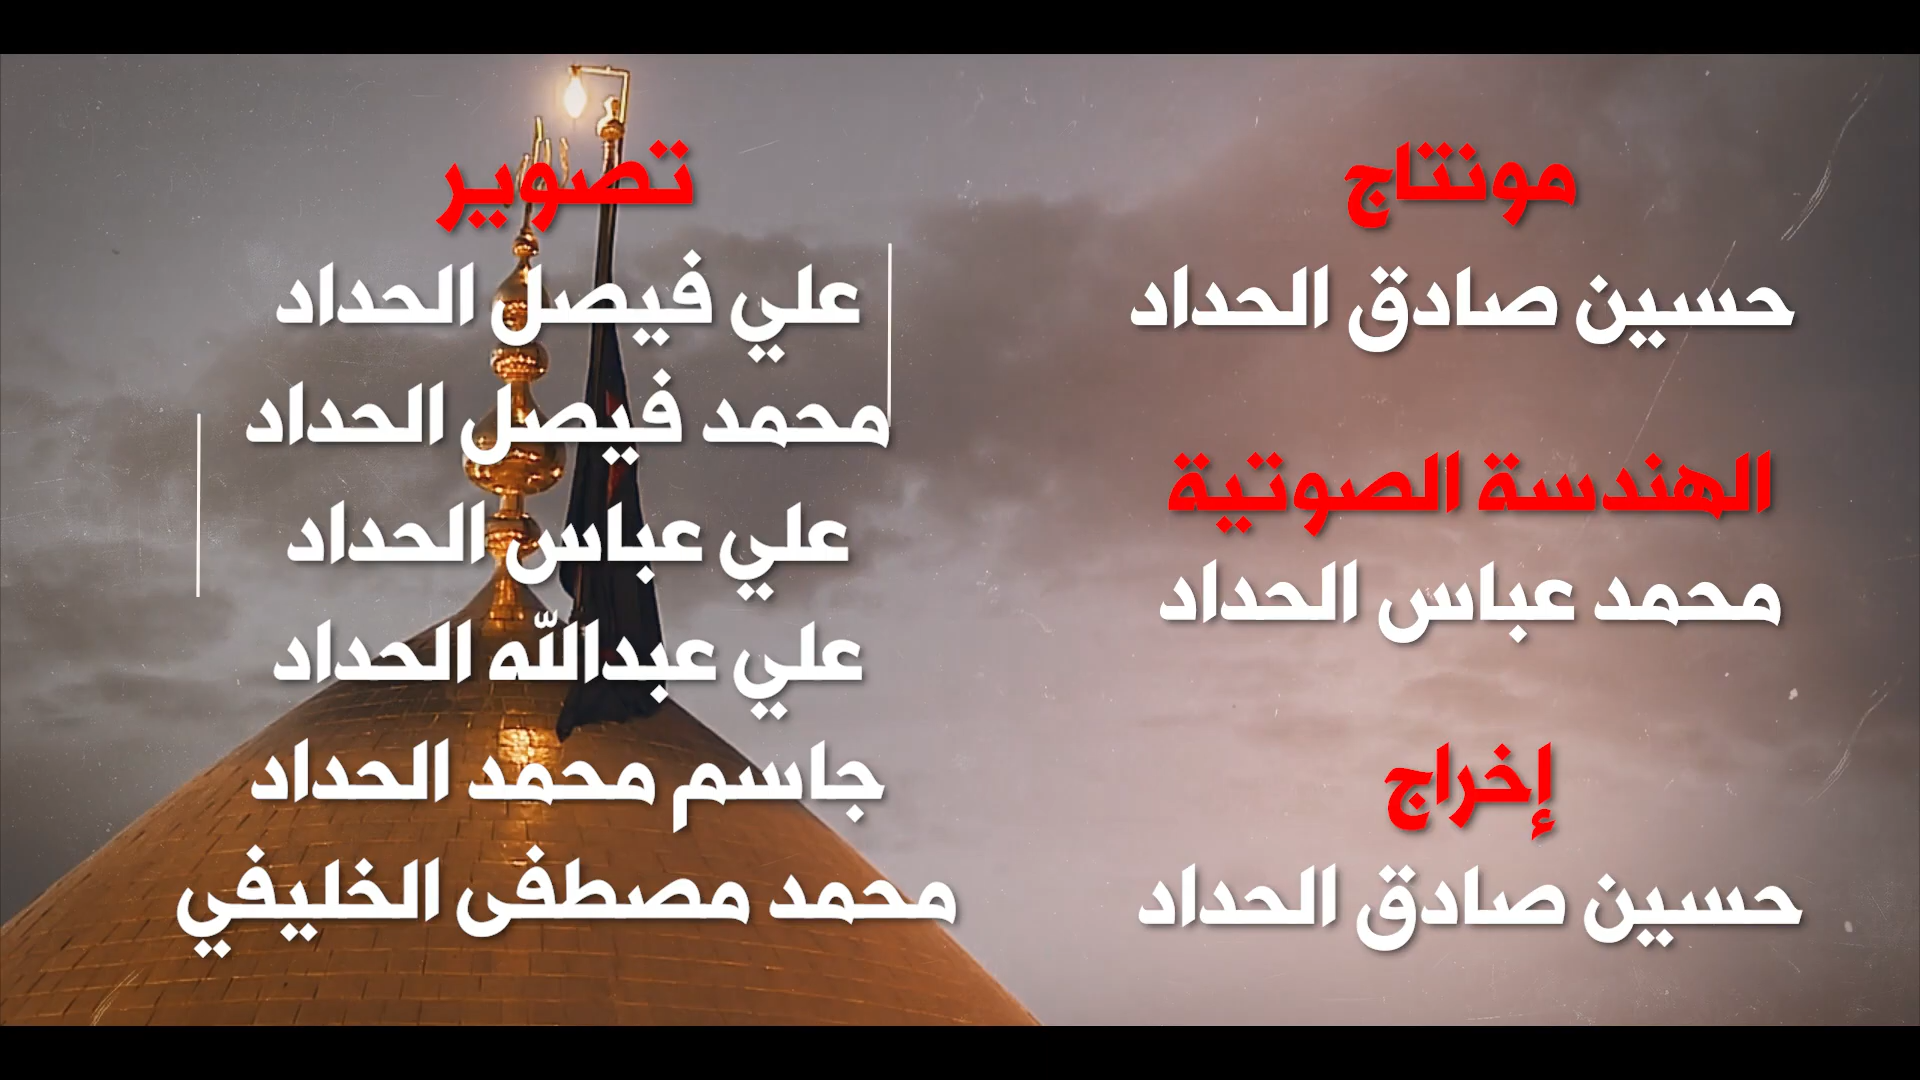 مونتاج
حسين صادق الحداد
الهندسة الصوتية
محمد عباس الحداد
إخراج
حسين صادق الحداد
تصوير
علي فيصل الحداد
محمد فيصل الحداد
علي عباس الحداد
علي عبدالله الحداد
جاسم محمد الحداد
محمد مصطفى الخليفي